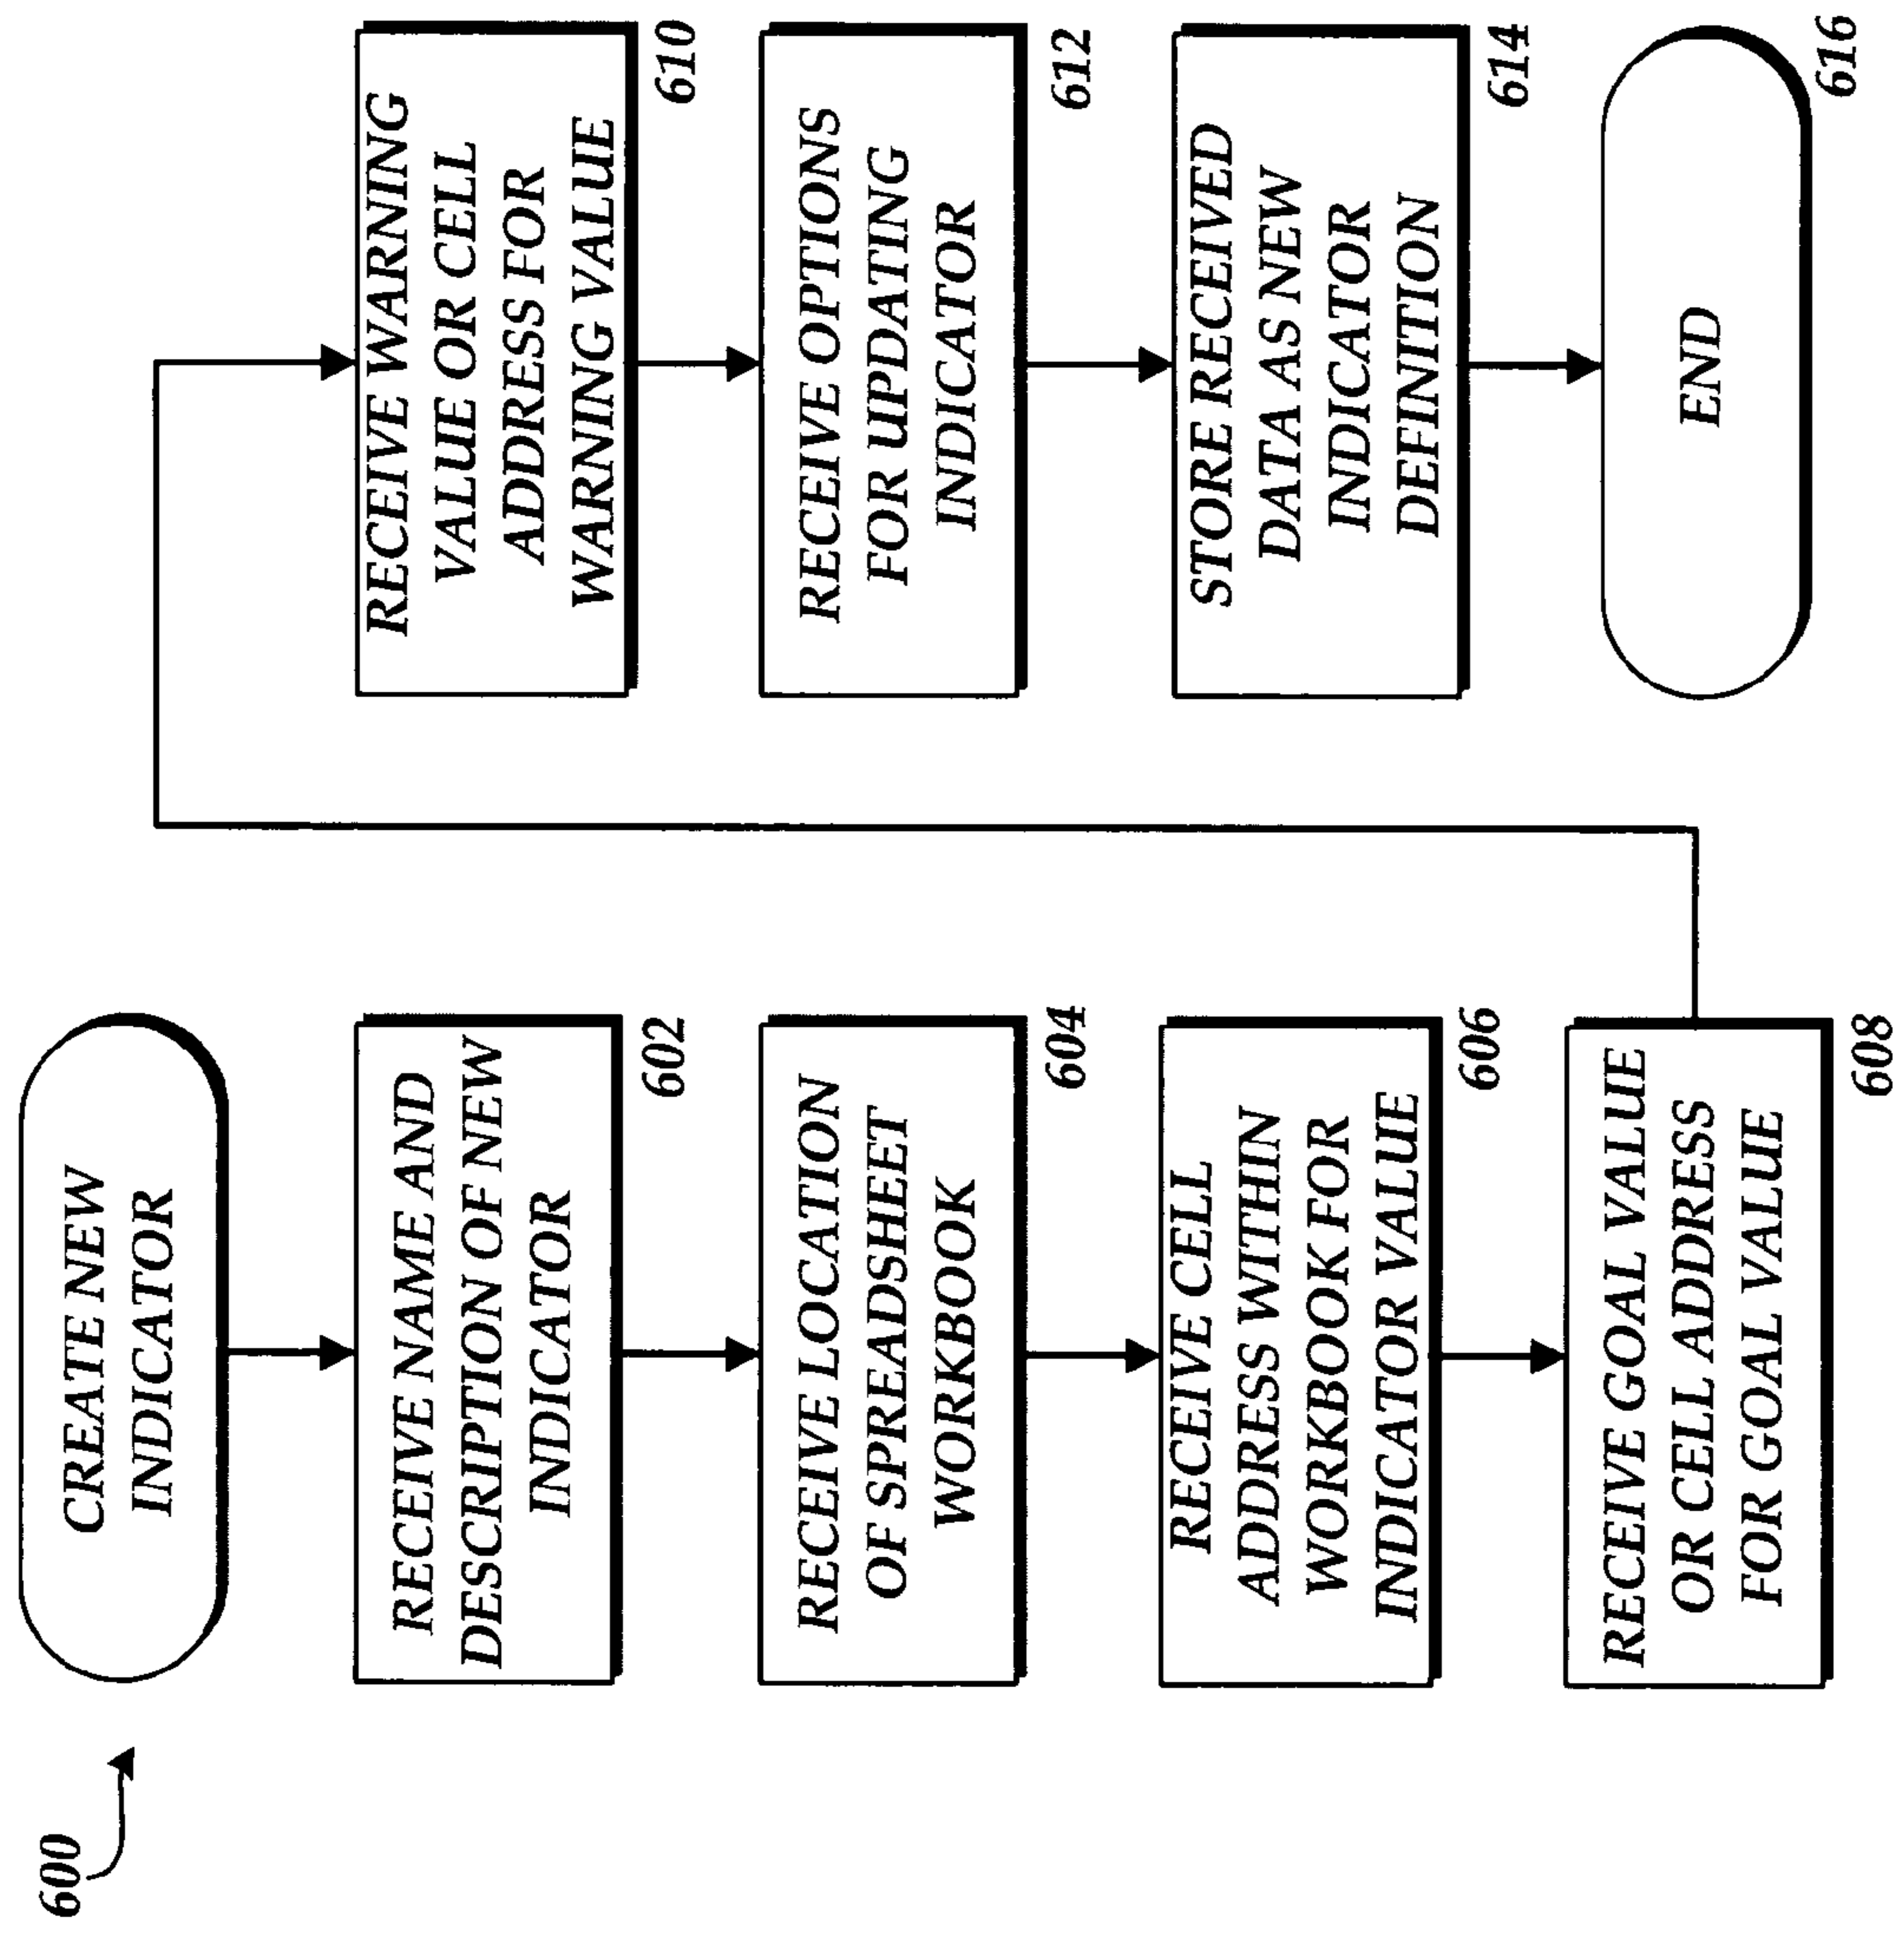 600
CREATE NEW
INDICATOR
RECEIVE NAME AND
DESCRIPTION OF NEW
INDICATOR
602
RECEIVE LOCATION
OF SPREADSHEET
WORKBOOK
604
RECEIVE CELL
ADDRESS WITHIN
WORKBOOK FOR
INDICATOR VALUE
606
RECEIVE GOAL VALUE
OR CELL ADDRESS
FOR GOAL VALUE
608
RECEIVE WARNING
VALUE OR CELL
ADDRESS FOR
WARNING VALUE
610
RECEIVE OPTIONS
FOR UPDATING
INDICATOR
612
STORE RECEIVED
DATA AS NEW
INDICATOR
DEFINITION
614
END
616